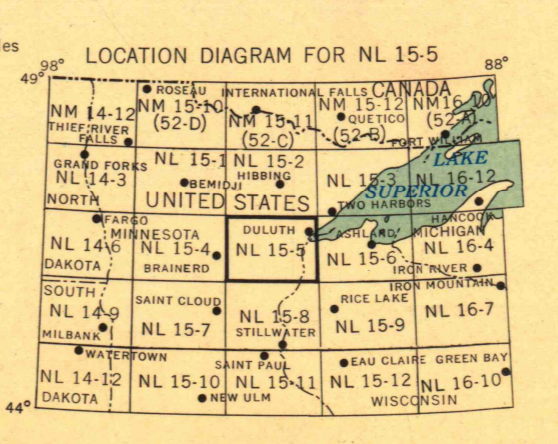 les
LOCATION DIAGRAM FOR NL 15-5
98°
88°
49°
ROSEAU
INTERNATIONAL FALLS
CANADA
NM 14-12
NM 15-10
(52-D)
NM 15-11
(52-C)
NM 15-12
QUETICO
(52-B)
NM 16-10
(52-A)
THIEF RIVER
FALLS
FORT WILLIAM
GRAND FORKS
NL 14-3
NORTH
NL 15-1
BEMIDJI
NL 15-2
HIBBING
NL 15-3
TWO HARBORS
LAKE
SUPERIOR
NL 16-12
HANCOCK
UNITED STATES
FARGO
NL 14-6
DAKOTA
MINNESOTA
NL 15-4
BRAINERD
DULUTH
NL 15-5
ASHLAND
NL 15-6
MICHIGAN
NL 16-4
IRON RIVER
SOUTH
NL 14-9
MILBANK
SAINT CLOUD
NL 15-7
NL 15-8
STILLWATER
RICE LAKE
NL 15-9
IRON MOUNTAIN
NL 16-7
WATERTOWN
NL 14-12
DAKOTA
NL 15-10
NEW ULM
SAINT PAUL
NL 15-11
EAU CLAIRE
NL 15-12
WISCONSIN
GREEN BAY
NL 16-10
44°